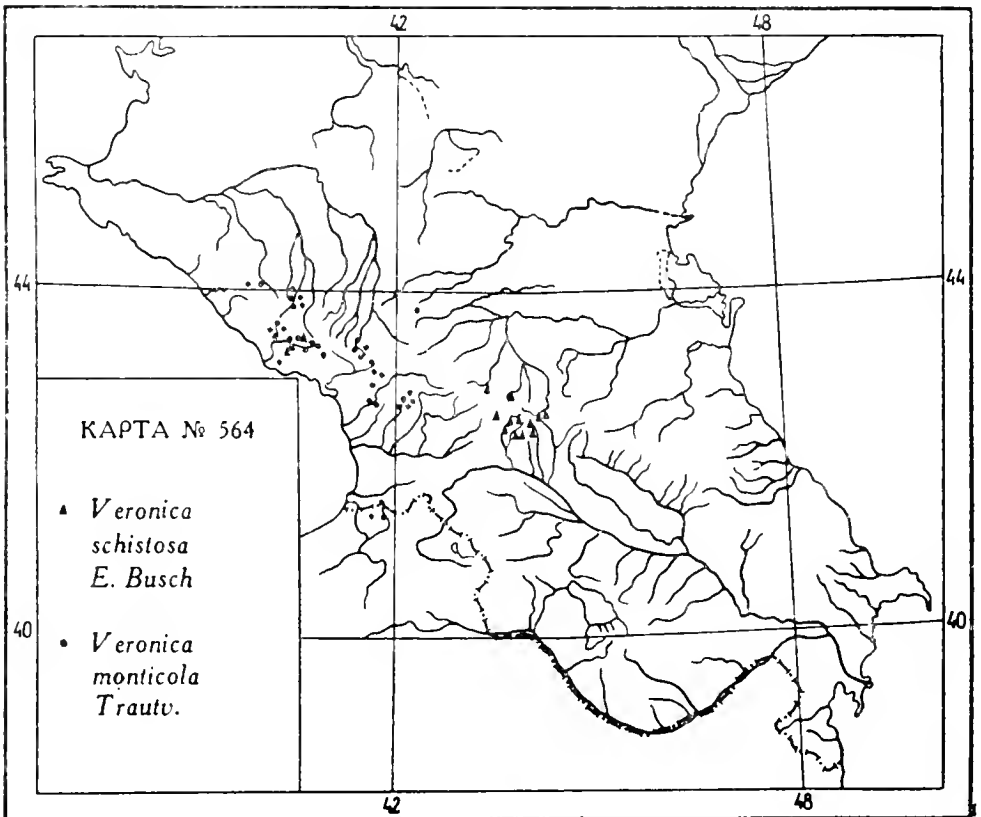 42 48
44 44
КАРТА № 564
Veronica
schistosa
E. Busch
Veronica
monticola
Trautv.
40 40
42 48